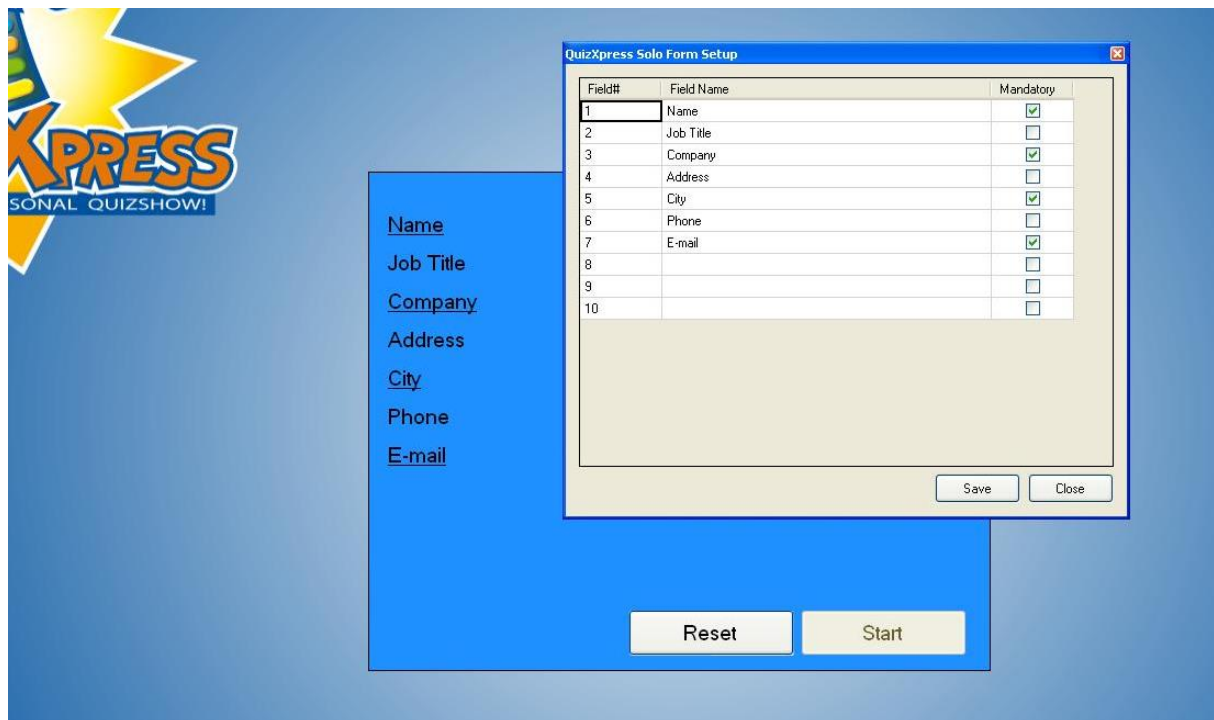 XPRESS
SONAL QUIZSHOW!
Name
Job Title
Company
Address
City
Phone
E-mail
Reset Start
QuizXpress Solo Form Setup
Field# Field Name Mandatory
1 Name
2 Job Title
3 Company
4 Address
5 City
6 Phone
7 E-mail
8
9
10
Save Close